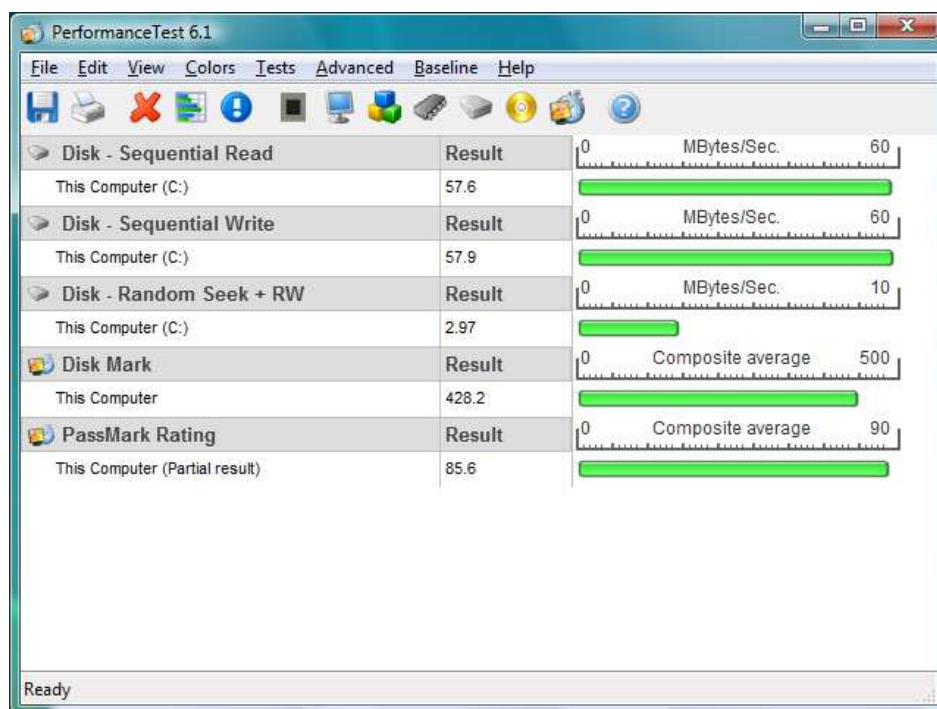 PerformanceTest 6.1
File Edit View Colors Tests Advanced Baseline Help
Disk - Sequential Read Result 0 MBytes/Sec. 60
This Computer (C:) 57.6
Disk - Sequential Write Result 0 MBytes/Sec. 60
This Computer (C:) 57.9
Disk - Random Seek + RW Result 0 MBytes/Sec. 10
This Computer (C:) 2.97
Disk Mark Result 0 Composite average 500
This Computer 428.2
PassMark Rating Result 0 Composite average 90
This Computer (Partial result) 85.6
Ready